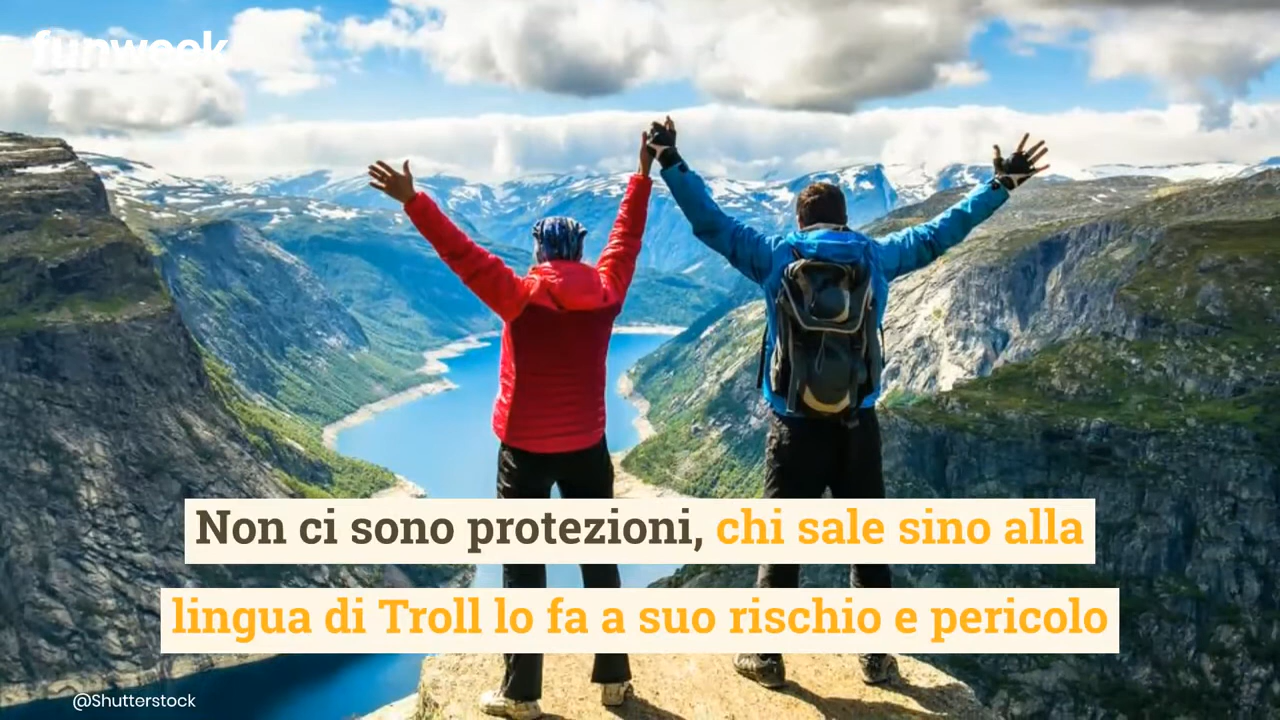 funweek
Non ci sono protezioni, chi sale sino alla
lingua di Troll lo fa a suo rischio e pericolo
@Shutterstock